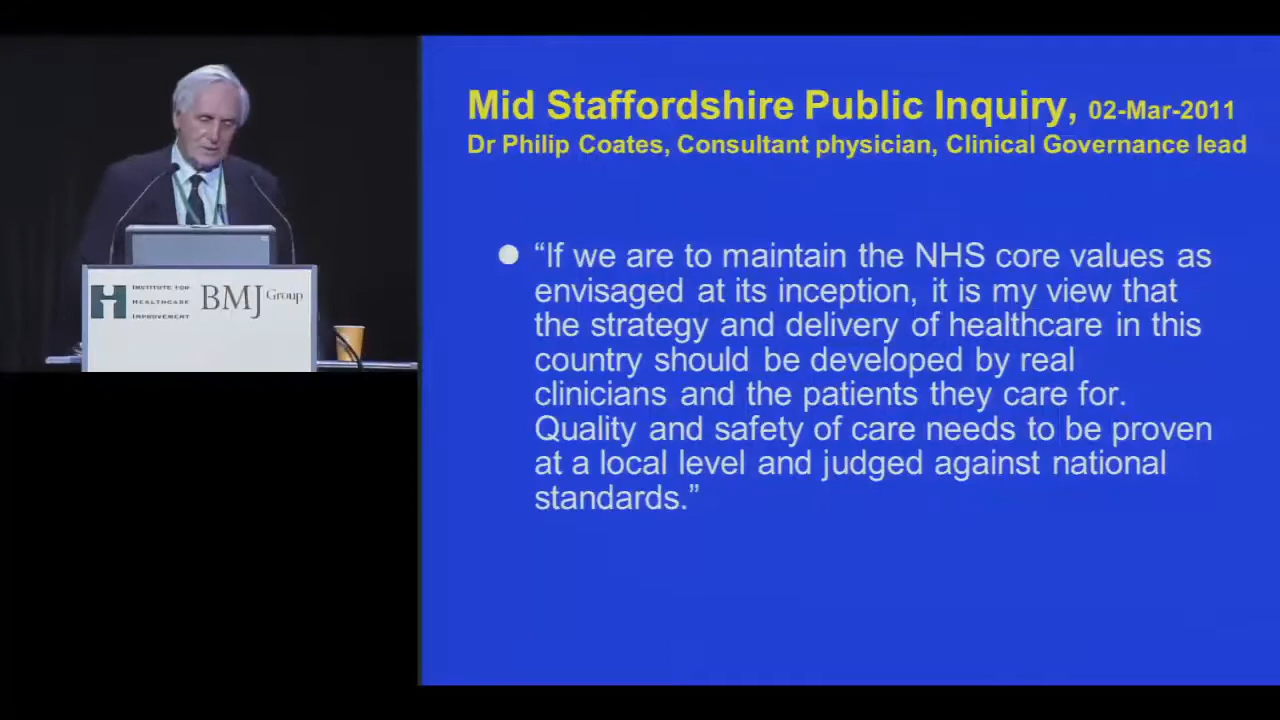 Mid Staffordshire Public Inquiry, 02-Mar-2011
Dr Philip Coates, Consultant physician, Clinical Governance lead
“If we are to maintain the NHS core values as
envisaged at its inception, it is my view that
the strategy and delivery of healthcare in this
country should be developed by real
clinicians and the patients they care for.
Quality and safety of care needs to be proven
at a local level and judged against national
standards.”
INSTITUTE FOR
HEALTHCARE
IMPROVEMENT
BMJ Group